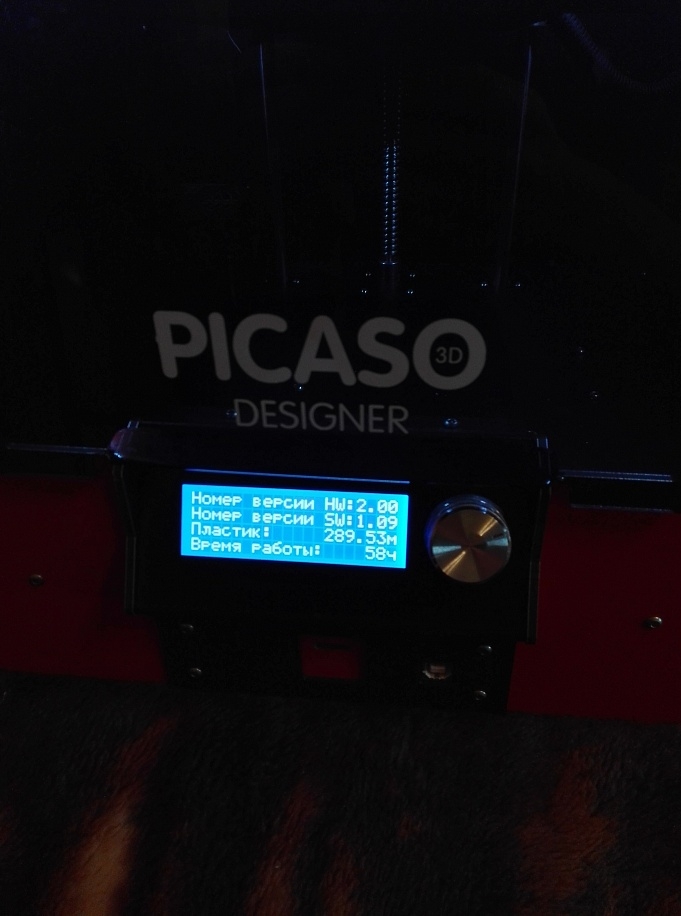 PICASO 3D
DESIGNER
Номер версии HW:2.00
Номер версии SW:1.09
Пластик: 289.53м
Время работы: 58ч